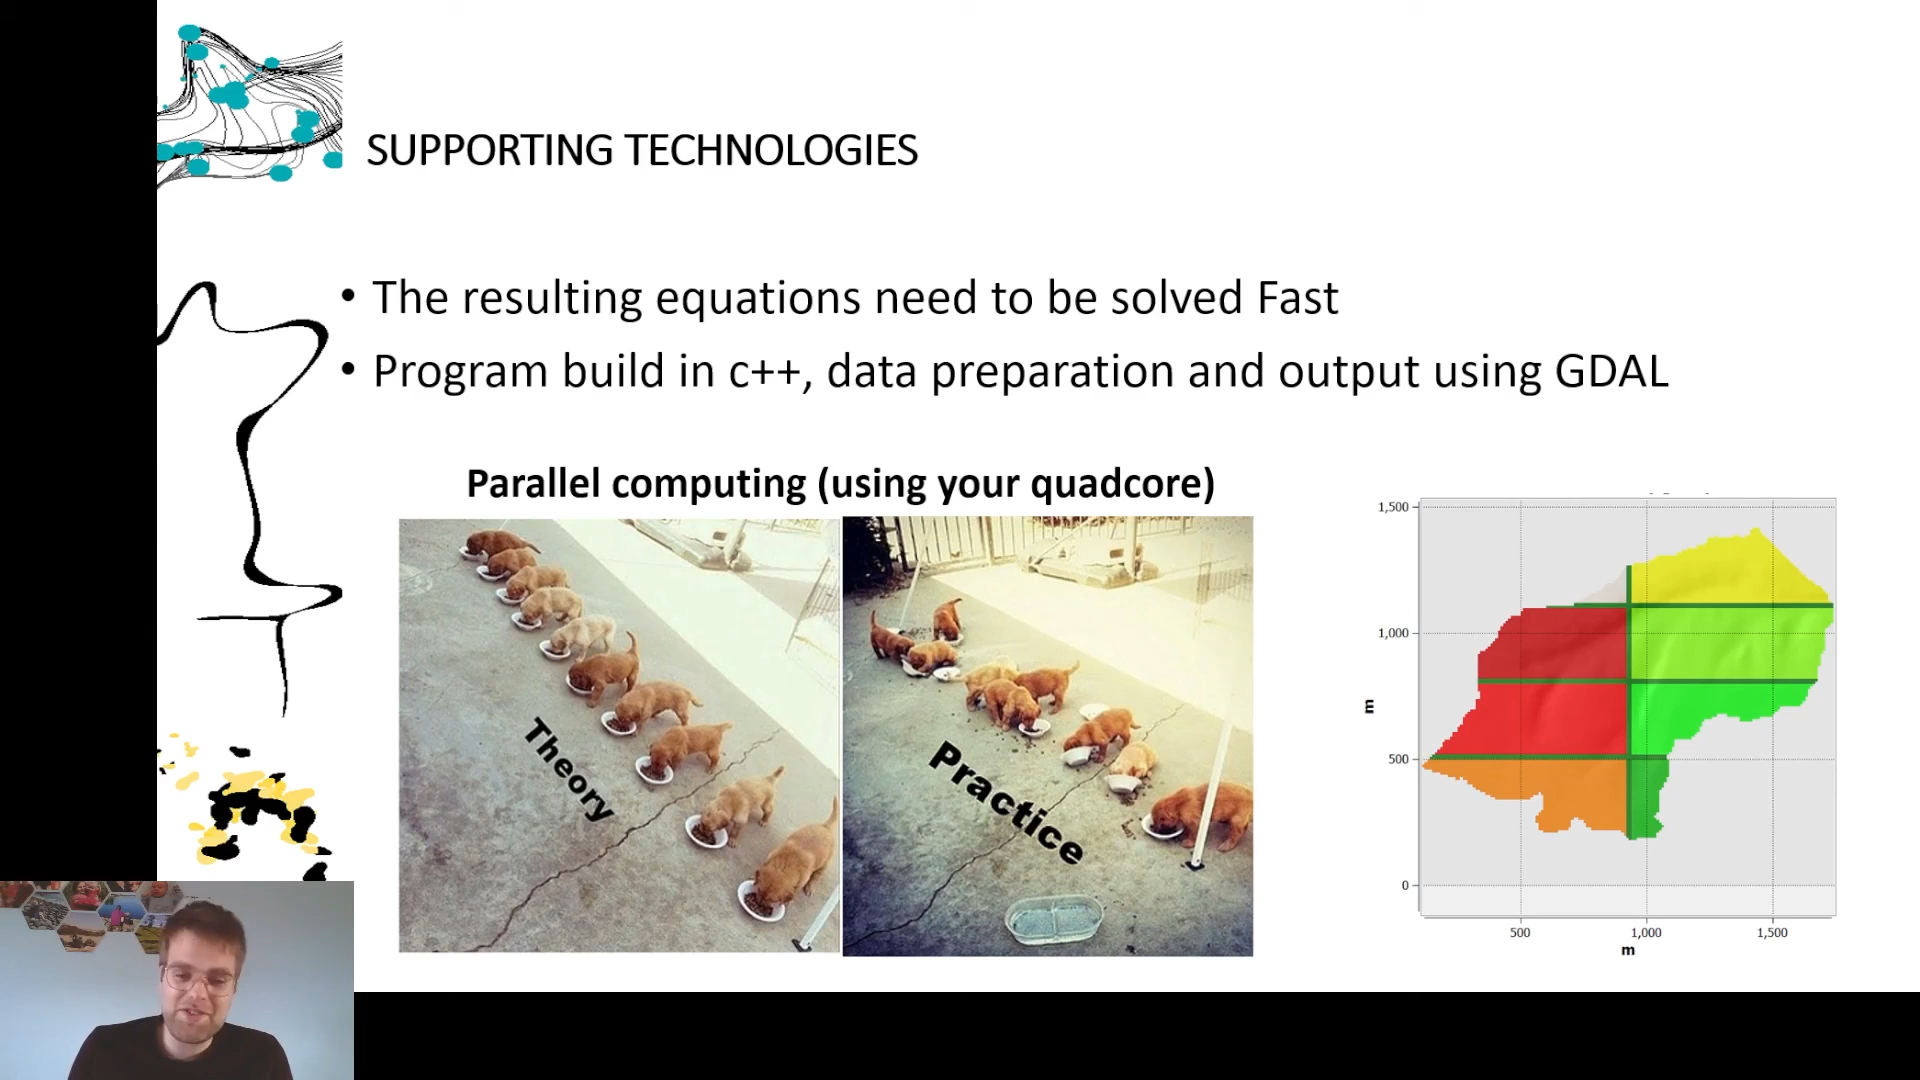 SUPPORTING TECHNOLOGIES
• The resulting equations need to be solved Fast
• Program build in c++, data preparation and output using GDAL
Parallel computing (using your quadcore)
Theory
Practice
1,500
1,000
500
0
m
500
1,000
1,500
m